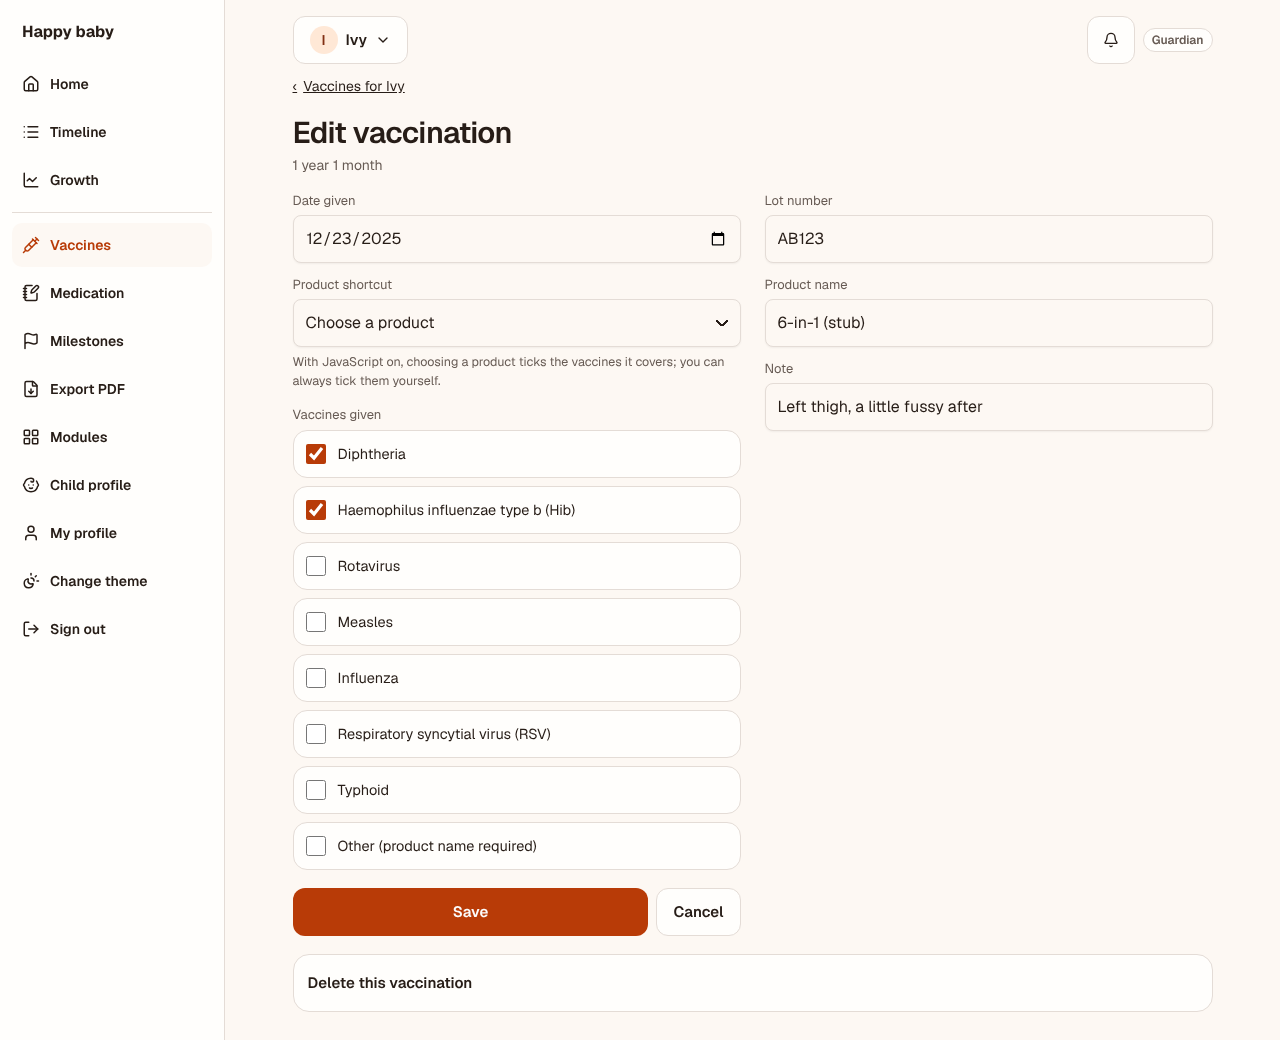 Happy baby
Home
Timeline
Growth
Vaccines
Medication
Milestones
Export PDF
Modules
Child profile
My profile
Change theme
Sign out
I Ivy
Guardian
‹ Vaccines for Ivy
Edit vaccination
1 year 1 month
Date given
12/23/2025
Product shortcut
Choose a product
With JavaScript on, choosing a product ticks the vaccines it covers; you can
always tick them yourself.
Vaccines given
Diphtheria
Haemophilus influenzae type b (Hib)
Rotavirus
Measles
Influenza
Respiratory syncytial virus (RSV)
Typhoid
Other (product name required)
Lot number
AB123
Product name
6-in-1 (stub)
Note
Left thigh, a little fussy after
Save
Cancel
Delete this vaccination